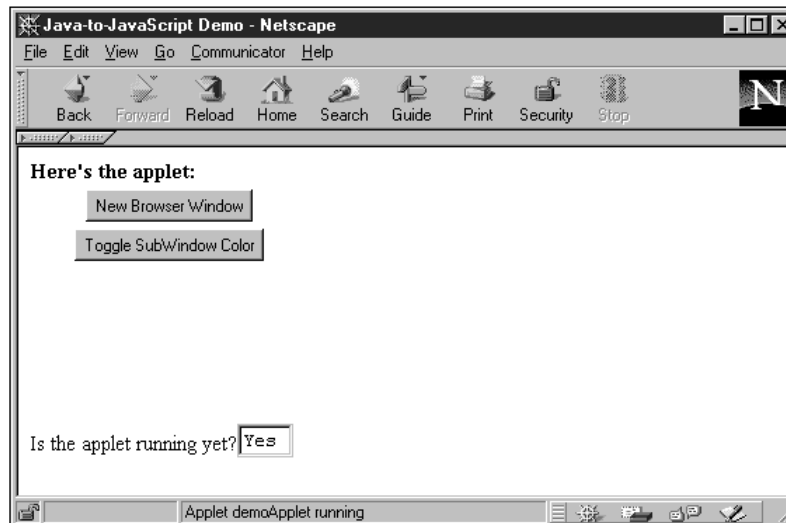 Java-to-JavaScript Demo - Netscape
File Edit View Go Communicator Help
Back Forward Reload Home Search Guide Print Security Stop
N
Here's the applet:
New Browser Window
Toggle SubWindow Color
Is the applet running yet? Yes
Applet demoApplet running